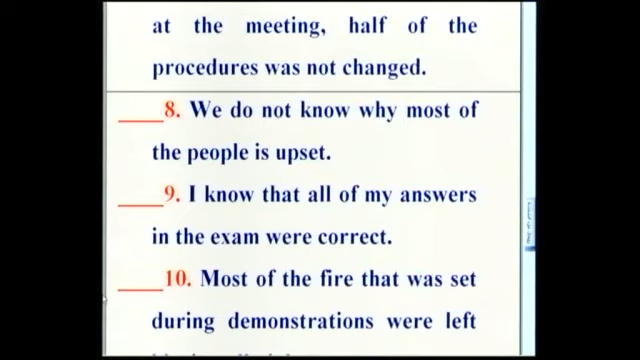 at the meeting, half of the
procedures was not changed.
____8. We do not know why most of
the people is upset.
____9. I know that all of my answers
in the exam were correct.
____10. Most of the fire that was set
during demonstrations were left